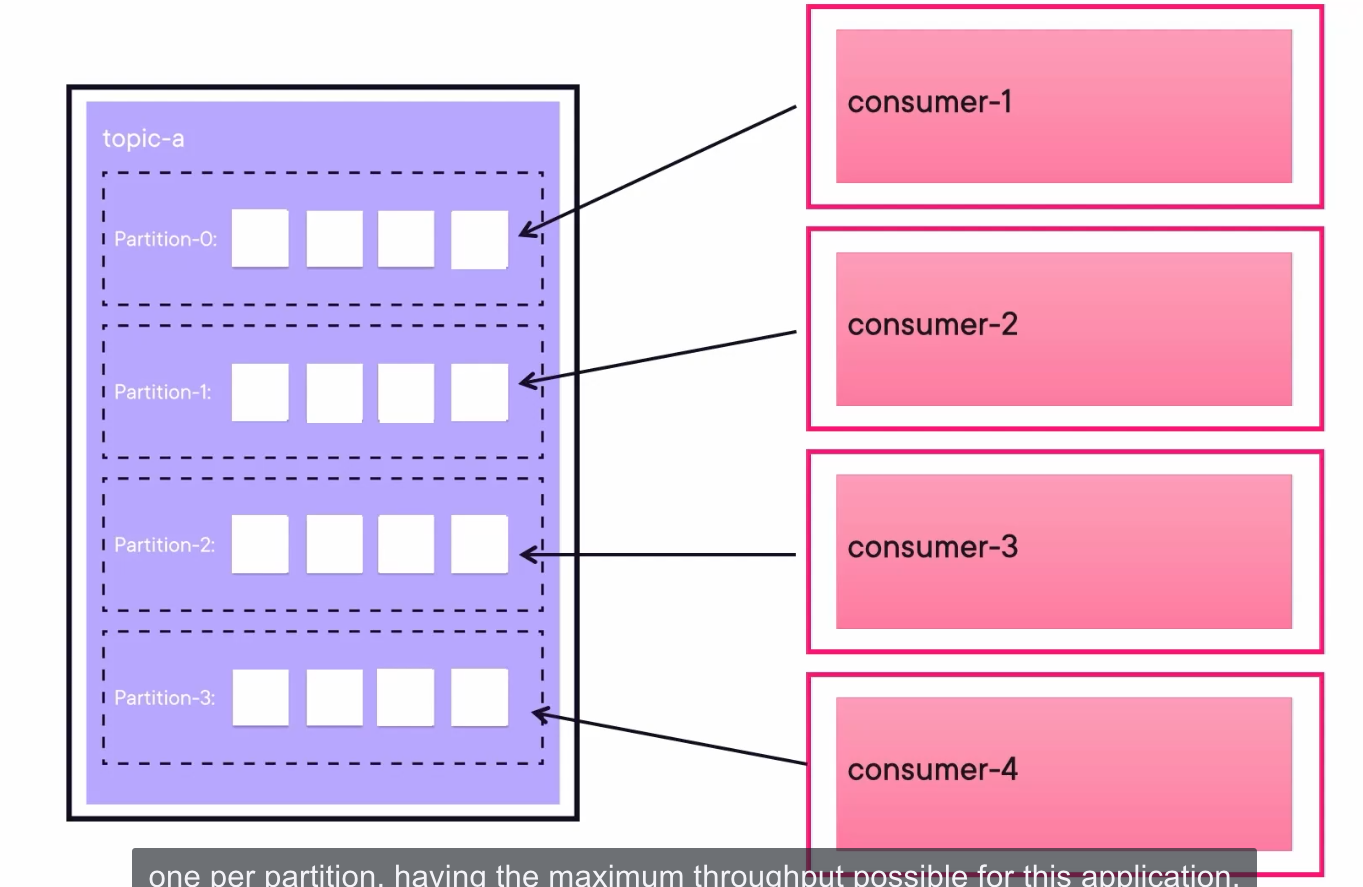 topic-a
Partition-0:
Partition-1:
Partition-2:
Partition-3:
consumer-1
consumer-2
consumer-3
consumer-4
one per partition, having the maximum throughput possible for this application